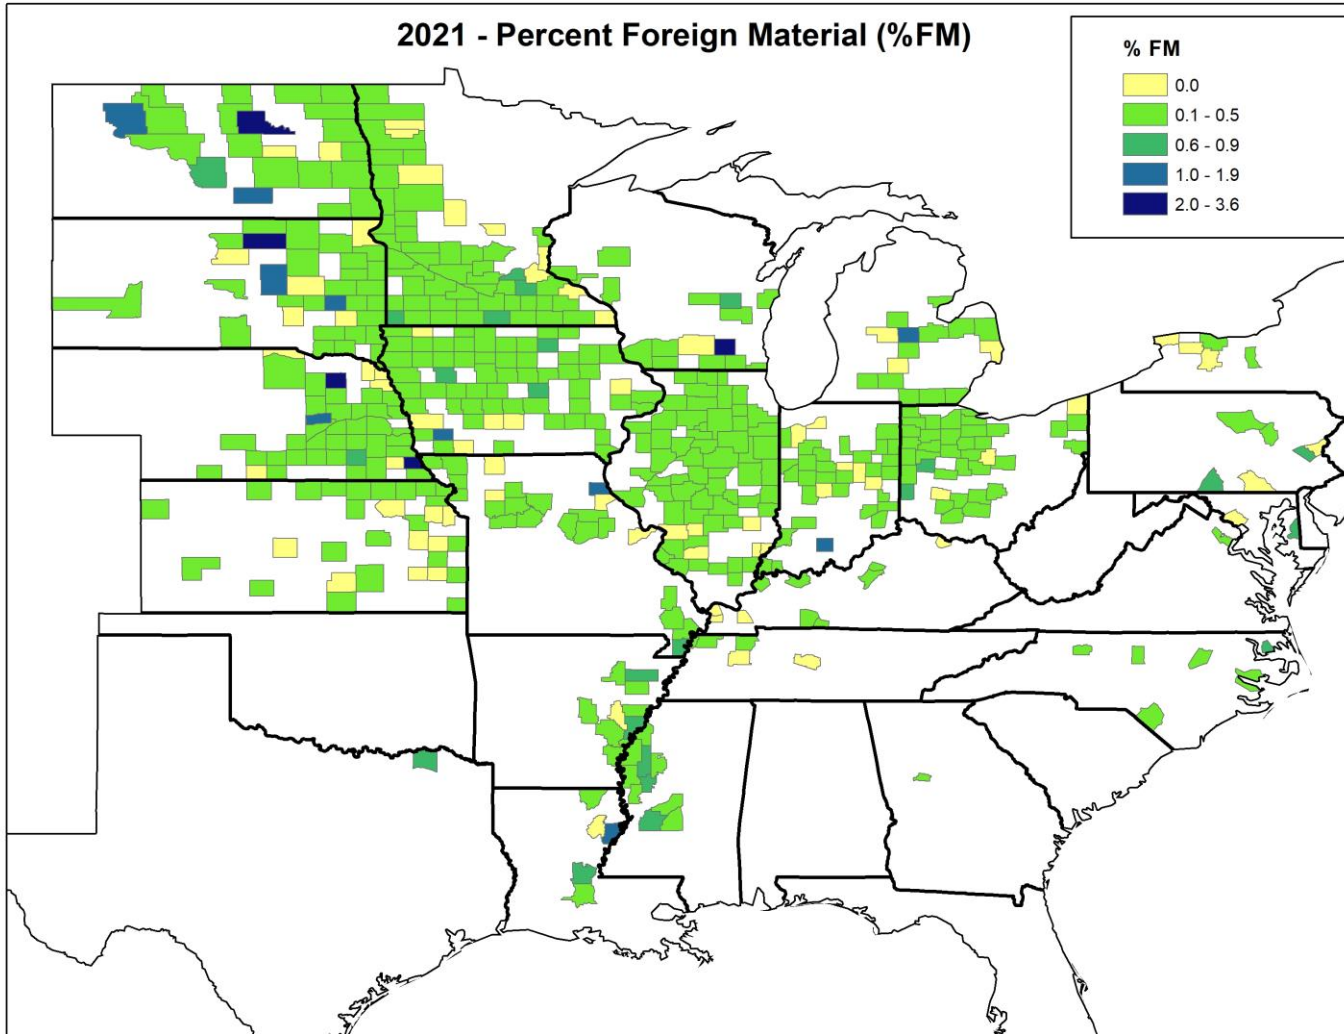 2021 - Percent Foreign Material (%FM)
% FM
0.0
0.1 - 0.5
0.6 - 0.9
1.0 - 1.9
2.0 - 3.6